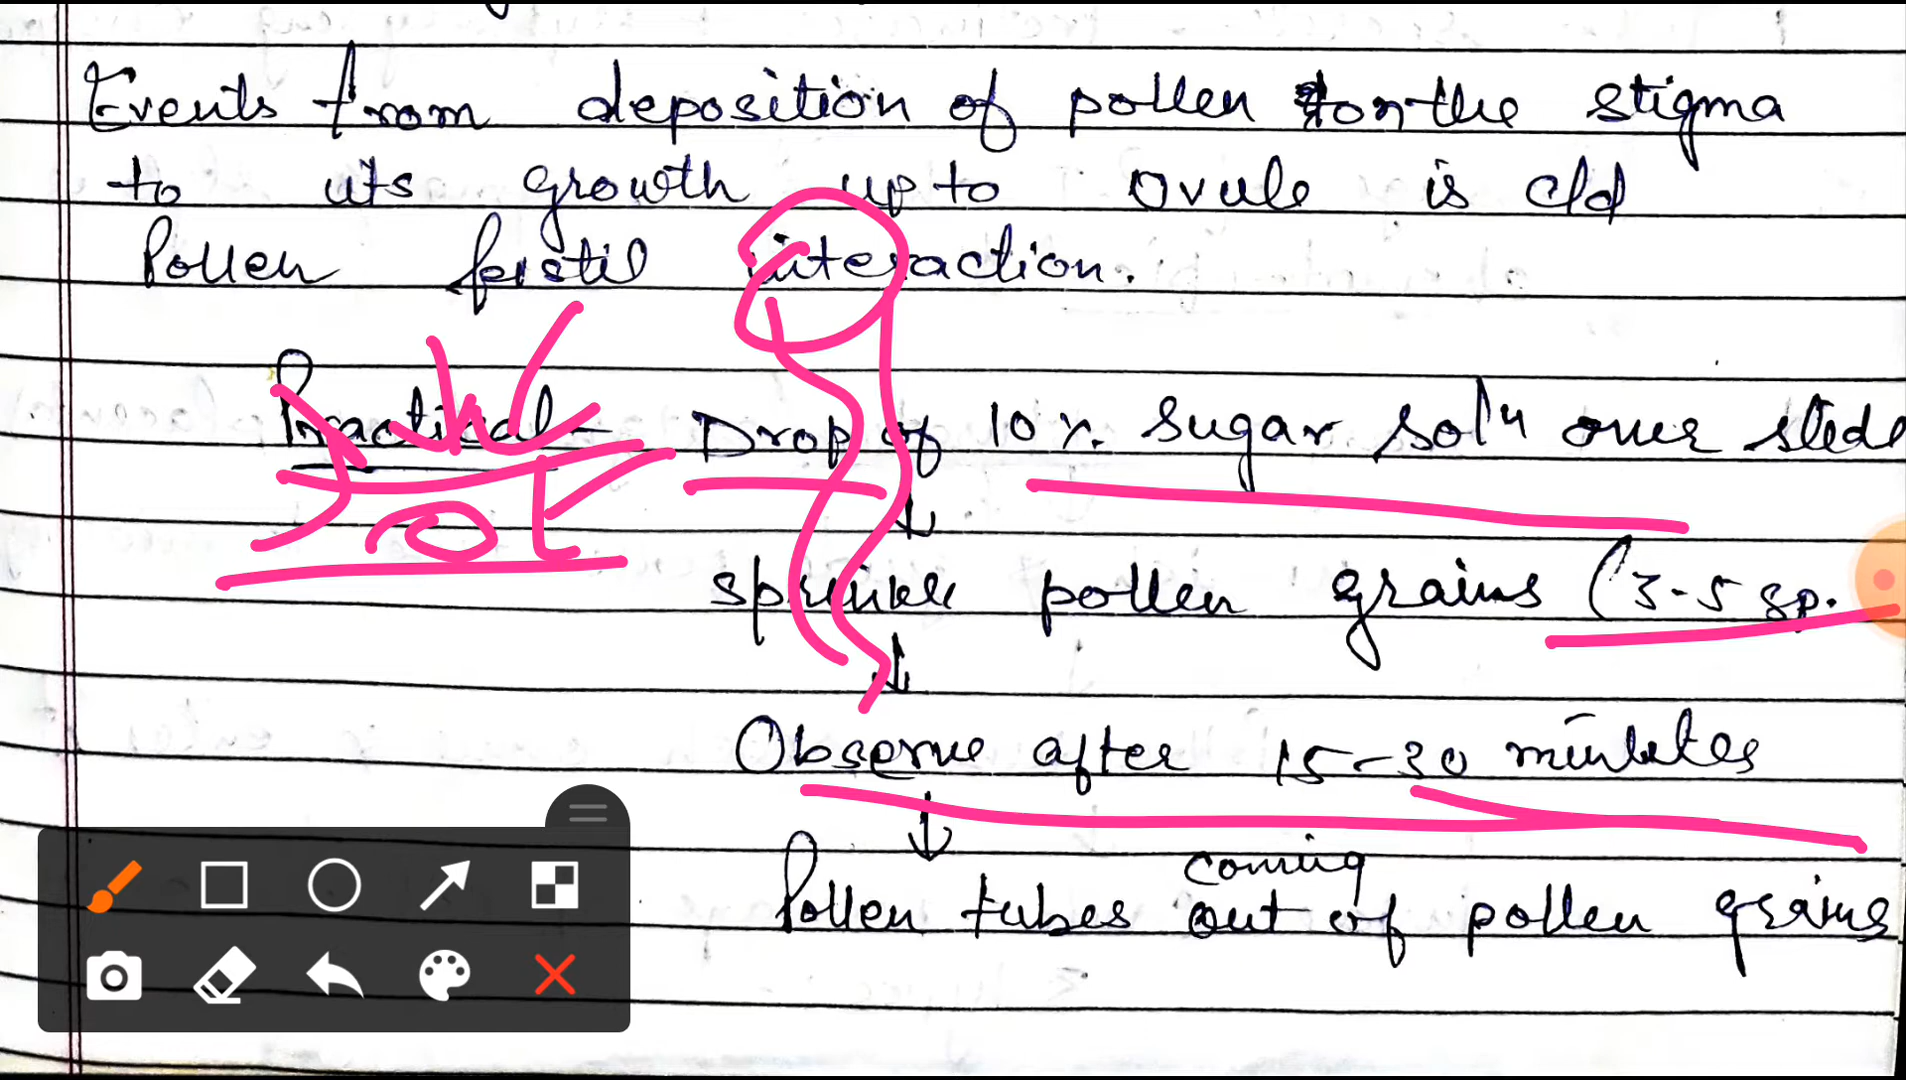 Events from deposition of pollen on the stigma
to its growth up to ovule is c/d
Pollen pistil interaction.
Practical - Drop of 10% sugar sol^n over slide
sprinkle pollen grains (3-5 sp.
Observe after 15-30 minutes
coming
Pollen tubes out of pollen grains